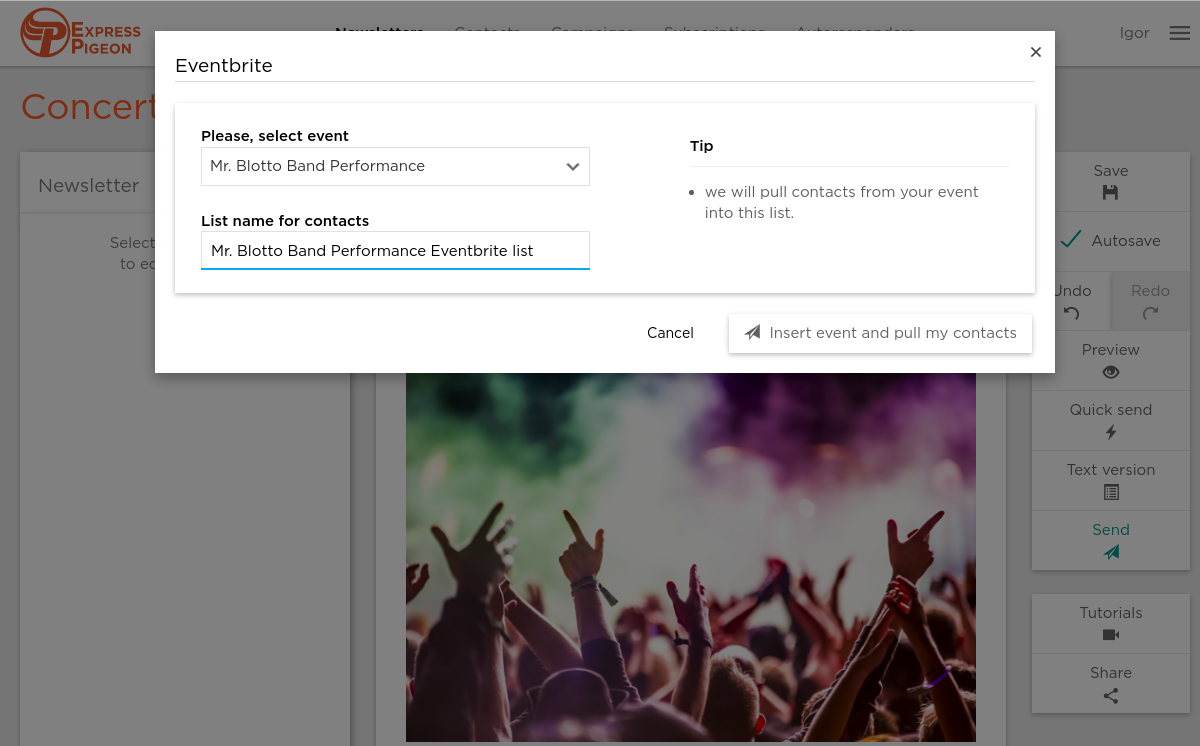 EXPRESS
PIGEON
Newsletters Contacts Campaigns Subscriptions Autoresponders
Igor
Eventbrite
×
Concert
Please, select event
Mr. Blotto Band Performance
Tip
we will pull contacts from your event
into this list.
List name for contacts
Mr. Blotto Band Performance Eventbrite list
Cancel
Insert event and pull my contacts
Newsletter
Select
Save
Autosave
Undo
Redo
Preview
Quick send
Text version
Send
Tutorials
Share